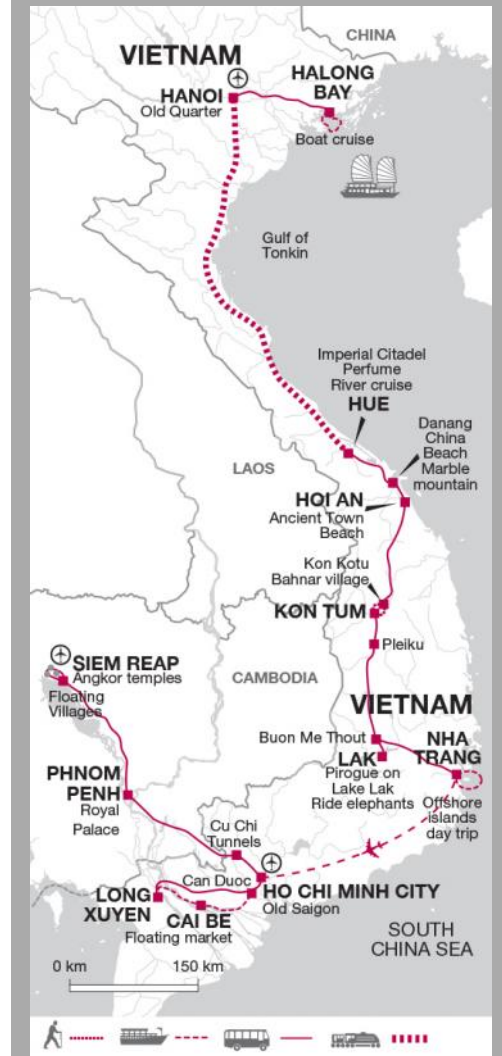 CHINA
VIETNAM
HANOI
Old Quarter
HALONG
BAY
Boat cruise
Gulf of
Tonkin
Imperial Citadel
Perfume
River cruise
HUE
Danang
China
Beach
Marble
mountain
LAOS
HOI AN
Ancient Town
Beach
Kon Kotu
Bahnar village
KON TUM
Pleiku
SIEM REAP
Angkor temples
Floating
Villages
CAMBODIA
VIETNAM
Buon Me Thout
NHA
TRANG
LAK
Pirogue on
Lake Lak
Ride elephants
Offshore
islands
day trip
PHNOM
PENH
Royal
Palace
Cu Chi
Tunnels
Can Duoc
HO CHI MINH CITY
Old Saigon
LONG
XUYEN
CAI BE
Floating market
SOUTH
CHINA SEA
0 km 150 km